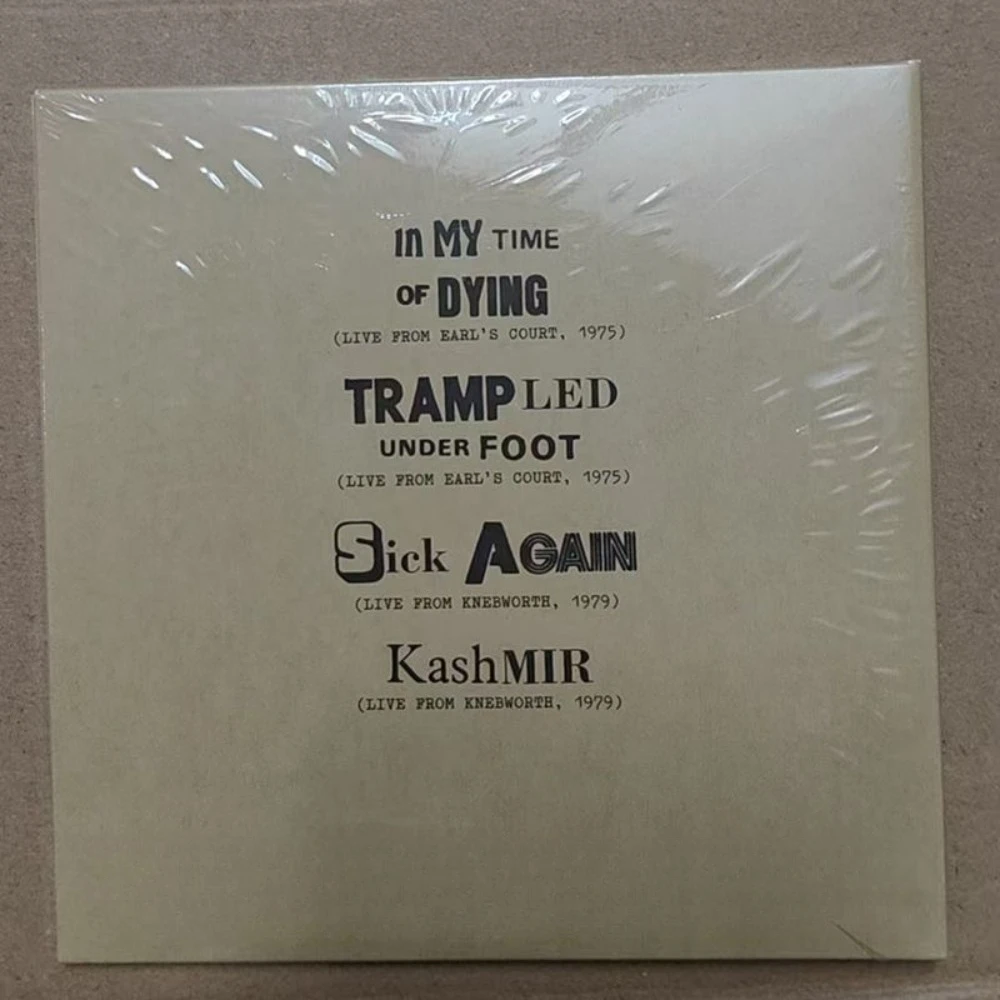 In MY TIME
OF DYING
(LIVE FROM EARL'S COURT, 1975)
TRAMPLED
UNDER FOOT
(LIVE FROM EARL'S COURT, 1975)
Sick AGAIN
(LIVE FROM KNEBWORTH, 1979)
KashMIR
(LIVE FROM KNEBWORTH, 1979)